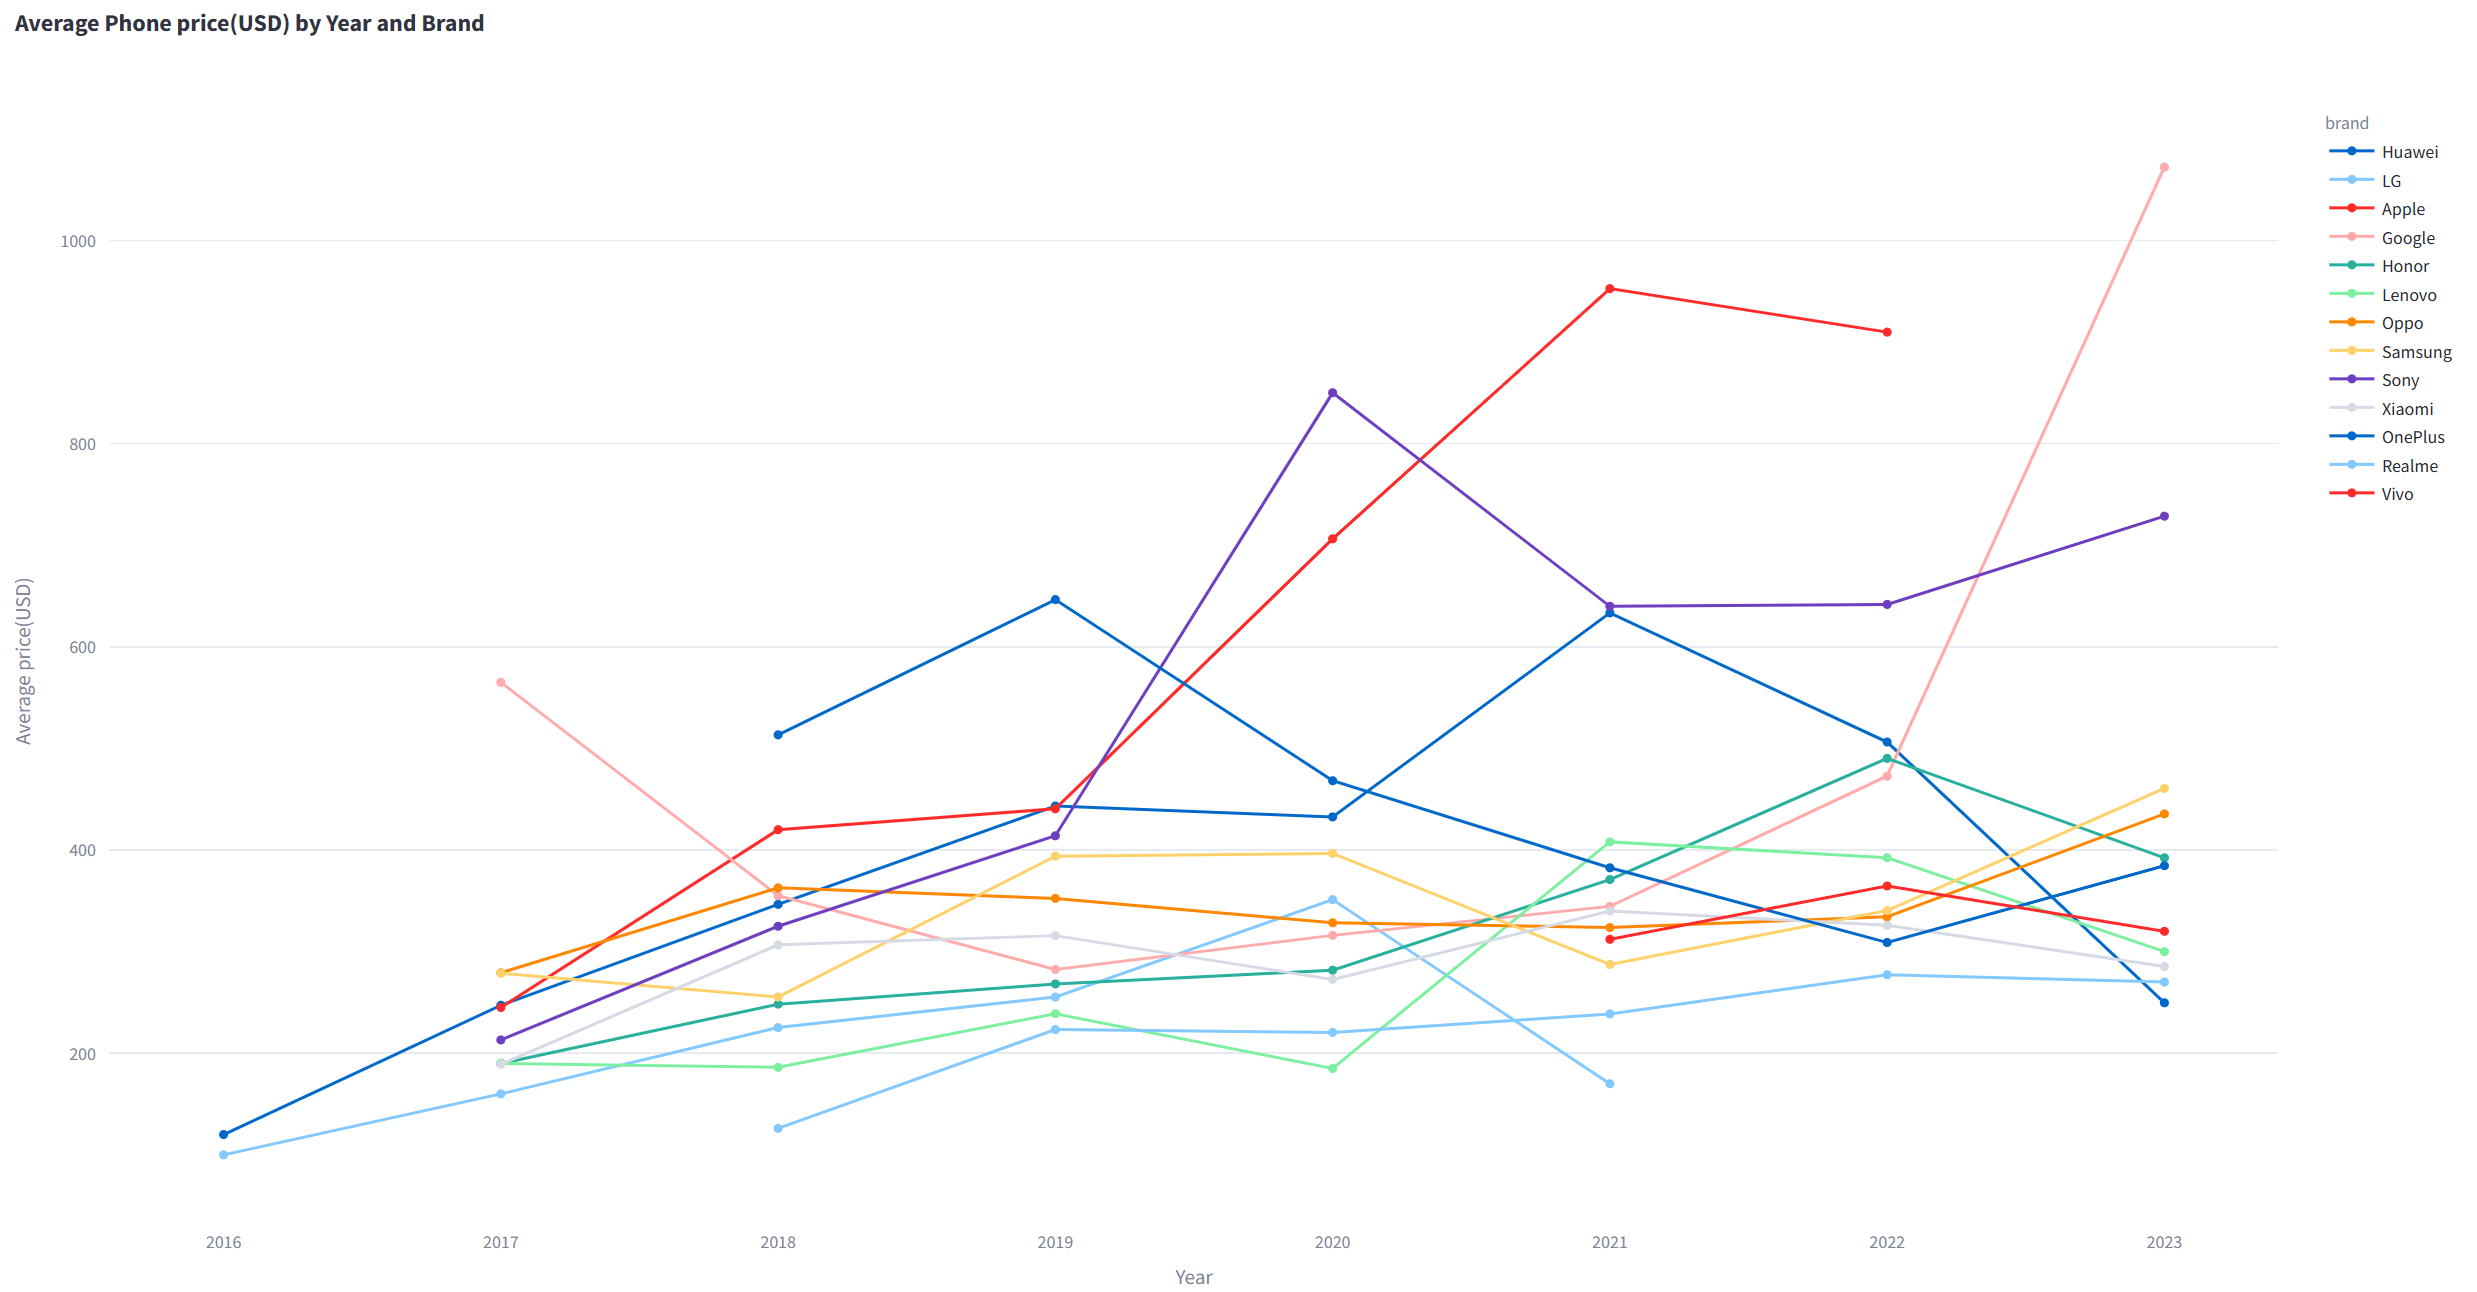 Average Phone price(USD) by Year and Brand
brand
Huawei
LG
Apple
Google
Honor
Lenovo
Oppo
Samsung
Sony
Xiaomi
OnePlus
Realme
Vivo
1000
800
600
400
200
Average price(USD)
2016 2017 2018 2019 2020 2021 2022 2023
Year